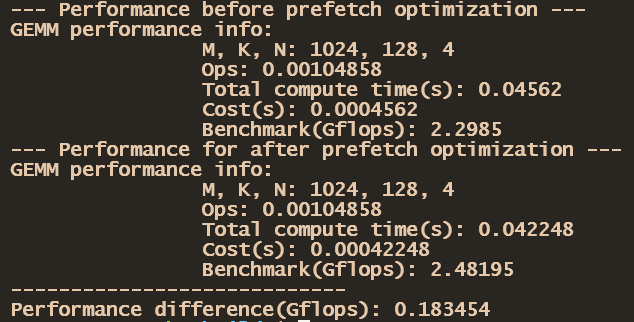 --- Performance before prefetch optimization ---
GEMM performance info:
M, K, N: 1024, 128, 4
Ops: 0.00104858
Total compute time(s): 0.04562
Cost(s): 0.0004562
Benchmark(Gflops): 2.2985
--- Performance for after prefetch optimization ---
GEMM performance info:
M, K, N: 1024, 128, 4
Ops: 0.00104858
Total compute time(s): 0.042248
Cost(s): 0.00042248
Benchmark(Gflops): 2.48195
----------------------------
Performance difference(Gflops): 0.183454